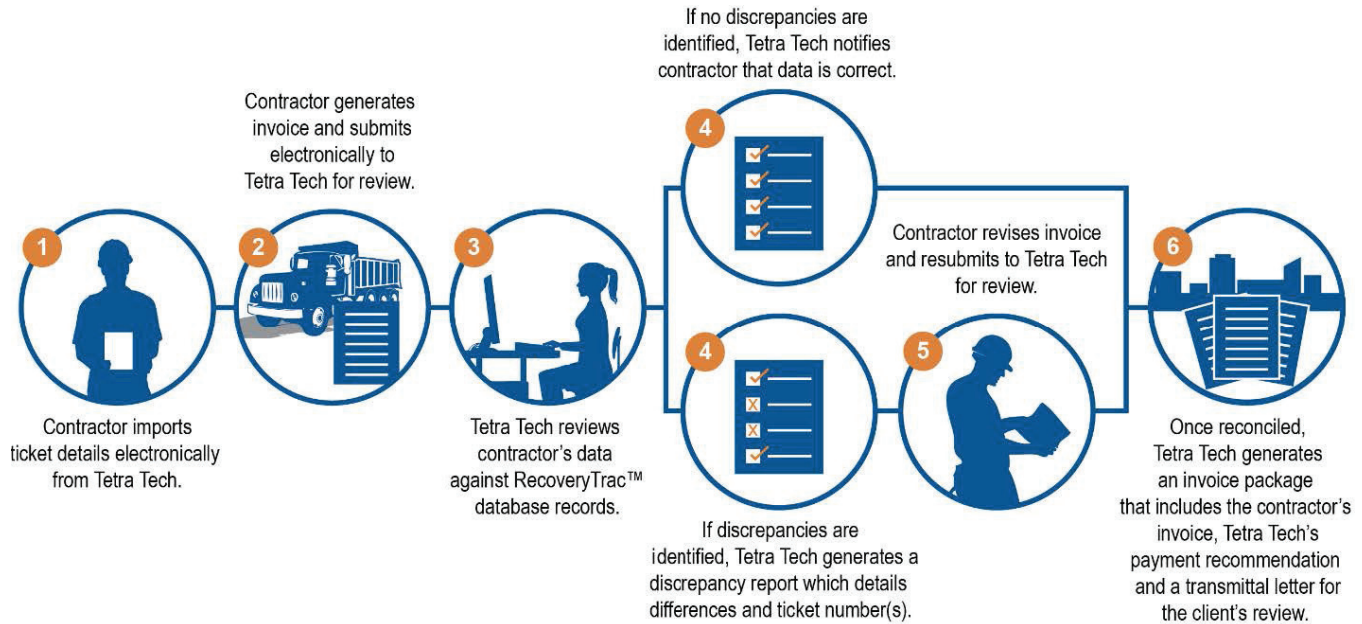 1
Contractor imports
ticket details electronically
from Tetra Tech.
Contractor generates
invoice and submits
electronically to
Tetra Tech for review.
2
3
Tetra Tech reviews
contractor's data
against RecoveryTrac™
database records.
If no discrepancies are
identified, Tetra Tech notifies
contractor that data is correct.
4
4
If discrepancies are
identified, Tetra Tech generates a
discrepancy report which details
differences and ticket number(s).
Contractor revises invoice
and resubmits to Tetra Tech
for review.
5
6
Once reconciled,
Tetra Tech generates
an invoice package
that includes the contractor's
invoice, Tetra Tech's
payment recommendation
and a transmittal letter for
the client's review.